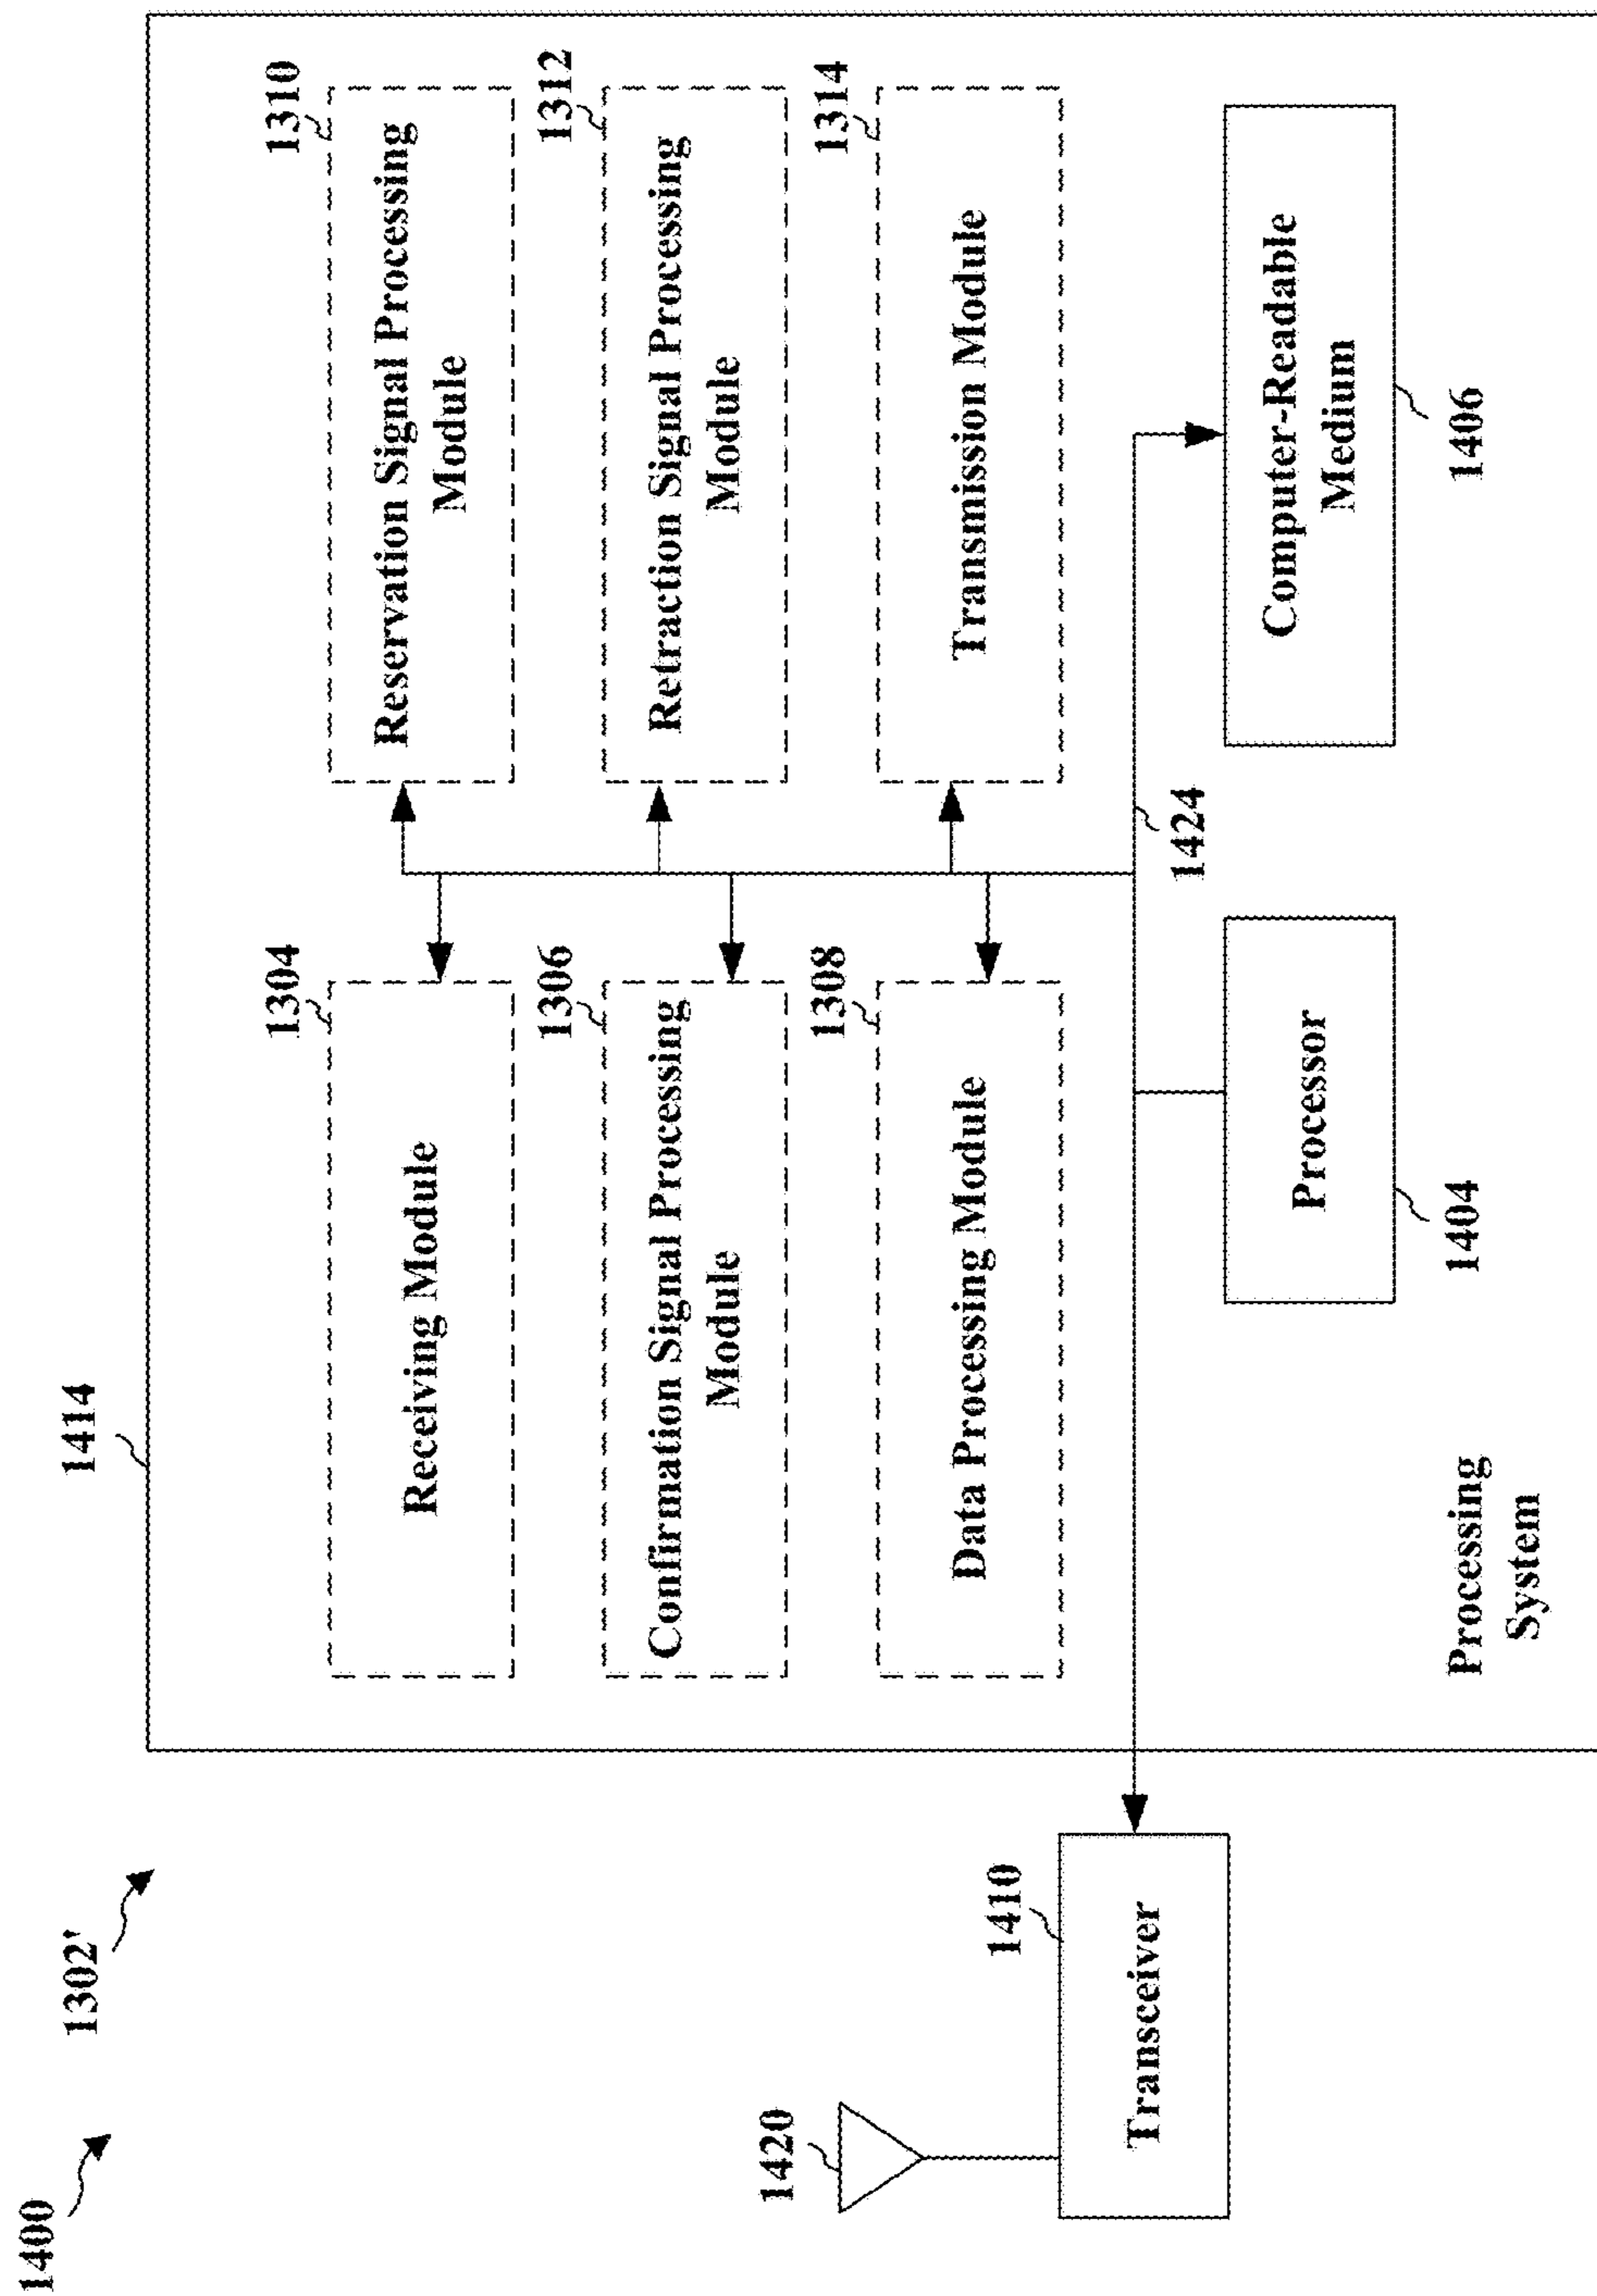 1400
1302'
1414
1304
Receiving Module
1310
Reservation Signal Processing
Module
1306
Confirmation Signal Processing
Module
1312
Retraction Signal Processing
Module
1308
Data Processing Module
1314
Transmission Module
1420
1410
Transceiver
1424
Processor
1404
Computer-Readable
Medium
1406
Processing
System